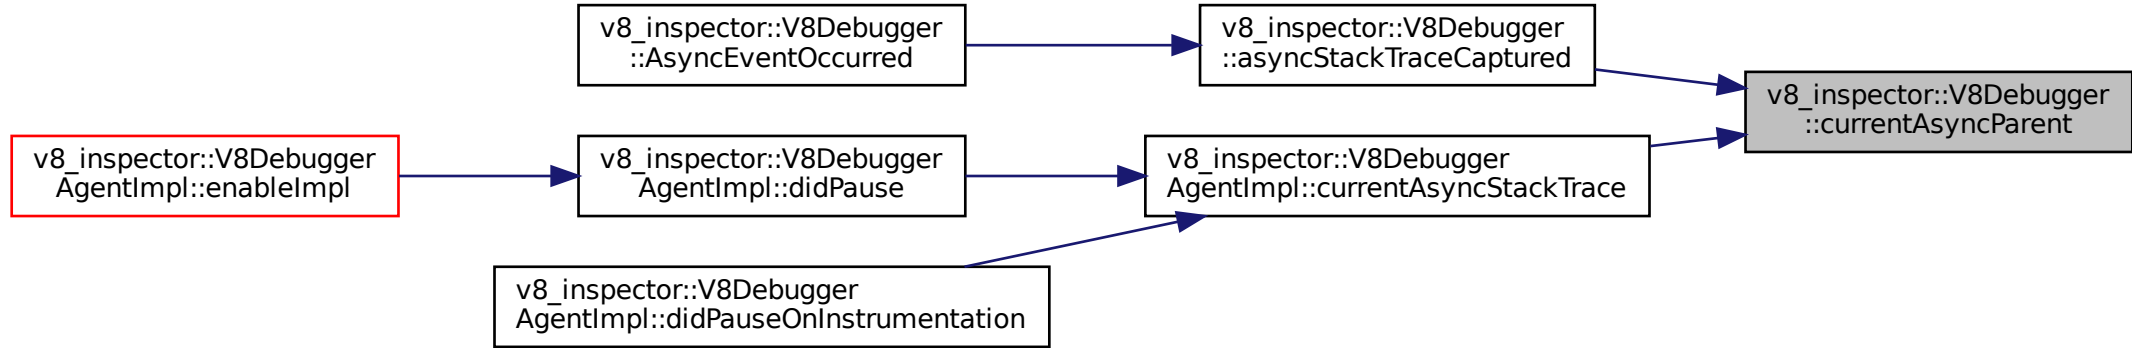 v8_inspector::V8Debugger
::AsyncEventOccurred
v8_inspector::V8Debugger
::asyncStackTraceCaptured
v8_inspector::V8Debugger
::currentAsyncParent
v8_inspector::V8Debugger
AgentImpl::enableImpl
v8_inspector::V8Debugger
AgentImpl::didPause
v8_inspector::V8Debugger
AgentImpl::currentAsyncStackTrace
v8_inspector::V8Debugger
AgentImpl::didPauseOnInstrumentation